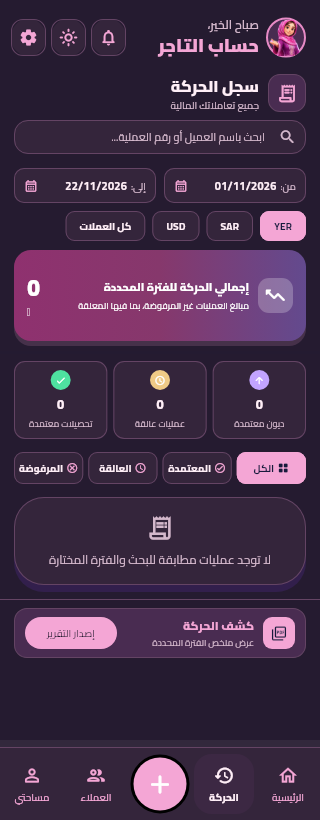 صباح الخير،
حساب التاجر
سجل الحركة
جميع تعاملاتك المالية
ابحث باسم العميل أو رقم العملية...
من: 01/11/2026
إلى: 22/11/2026
YER
SAR
USD
كل العملات
إجمالي الحركة للفترة المحددة
مبالغ العمليات غير المرفوضة، بما فيها المعلقة
0
0
ديون معتمدة
0
عمليات عالقة
0
تحصيلات معتمدة
الكل
المعتمدة
العالقة
المرفوضة
لا توجد عمليات مطابقة للبحث والفترة المختارة
PDF
كشف الحركة
عرض ملخص الفترة المحددة
إصدار التقرير
الرئيسية
الحركة
العملاء
مساحتي